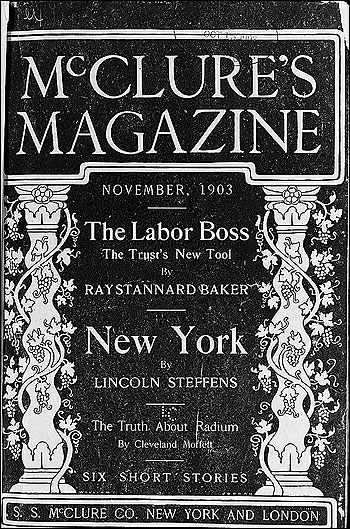 McCLURE'S
MAGAZINE
NOVEMBER, 1903
The Labor Boss
The Trust's New Tool
By
RAY STANNARD BAKER
New York
By
LINCOLN STEFFENS
The Truth About Radium
By Cleveland Moffett
SIX SHORT STORIES
S. S. McCLURE CO. NEW YORK AND LONDON